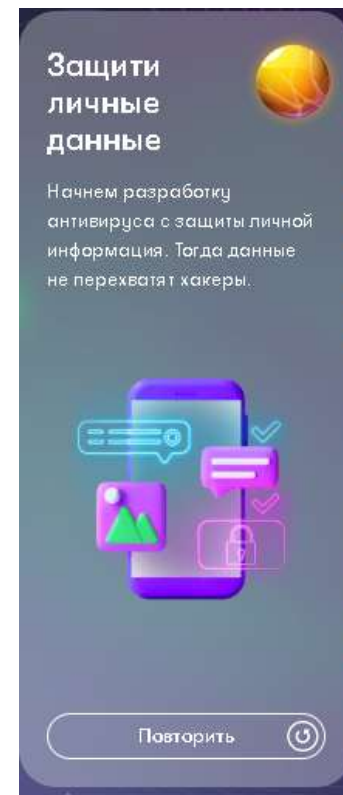 Защити
личные
данные
Начнем разработку
антивируса с защиты личной
информация. Тогда данные
не перехватят хакеры.
Повторить